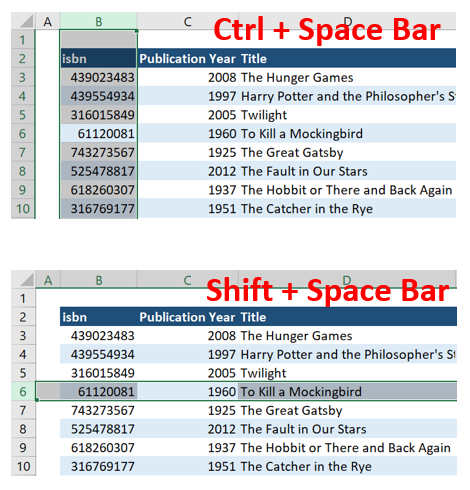 A B C D
Ctrl + Space Bar
1
2 isbn Publication Year Title
3 439023483 2008 The Hunger Games
4 439554934 1997 Harry Potter and the Philosopher's
5 316015849 2005 Twilight
6 61120081 1960 To Kill a Mockingbird
7 743273567 1925 The Great Gatsby
8 525478817 2012 The Fault in Our Stars
9 618260307 1937 The Hobbit or There and Back Again
10 316769177 1951 The Catcher in the Rye
A B C D
Shift + Space Bar
1
2 isbn Publication Year Title
3 439023483 2008 The Hunger Games
4 439554934 1997 Harry Potter and the Philosopher's
5 316015849 2005 Twilight
6 61120081 1960 To Kill a Mockingbird
7 743273567 1925 The Great Gatsby
8 525478817 2012 The Fault in Our Stars
9 618260307 1937 The Hobbit or There and Back Again
10 316769177 1951 The Catcher in the Rye